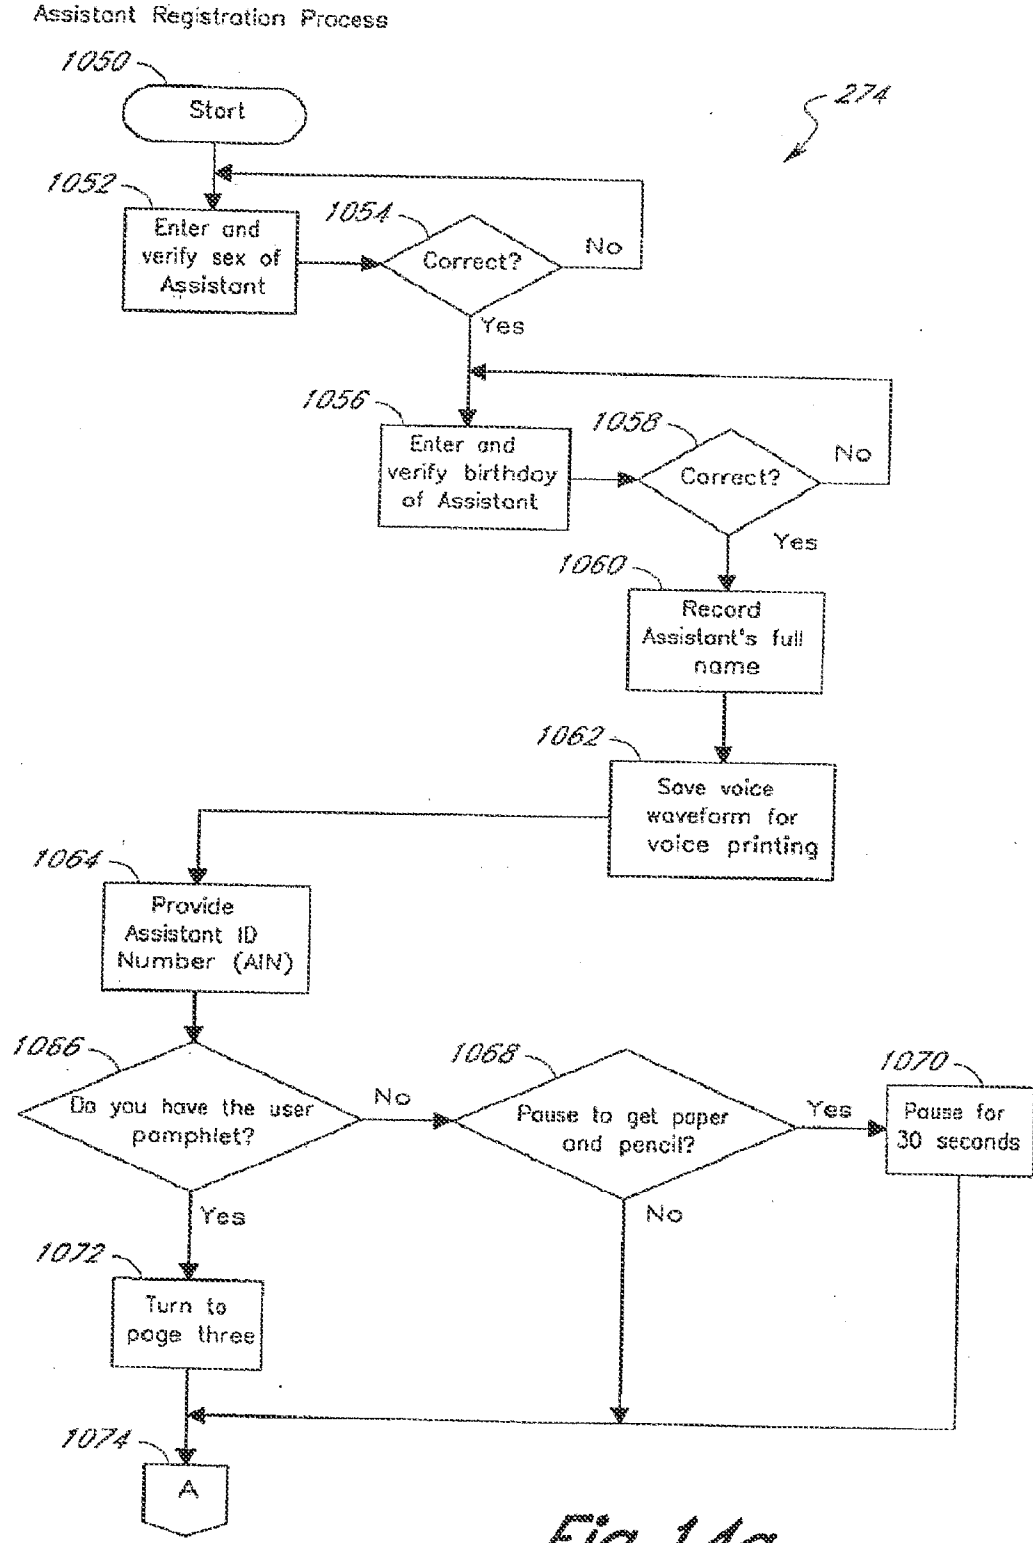 Assistant Registration Process
1050
Start
274
1052
Enter and
verify sex of
Assistant
1054
Correct?
No
Yes
1056
Enter and
verify birthday
of Assistant
1058
Correct?
No
Yes
1060
Record
Assistant's full
name
1062
Save voice
waveform for
voice printing
1064
Provide
Assistant ID
Number (AIN)
1066
Do you have the user
pamphlet?
No
Yes
1068
Pause to get paper
and pencil?
Yes
No
1070
Pause for
30 seconds
1072
Turn to
page three
1074
A
Fig. 14a